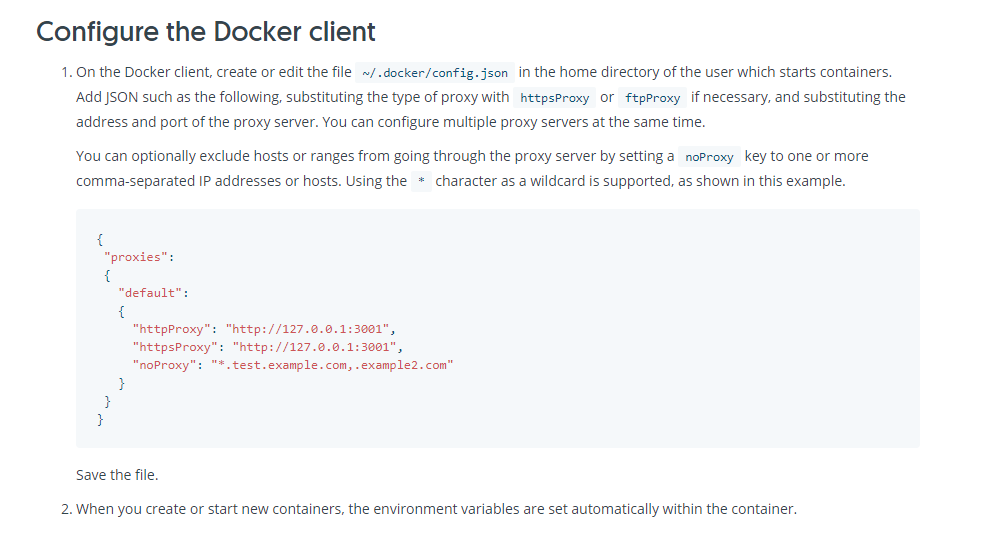 Configure the Docker client
1. On the Docker client, create or edit the file ~/.docker/config.json in the home directory of the user which starts containers.
Add JSON such as the following, substituting the type of proxy with httpsProxy or ftpProxy if necessary, and substituting the
address and port of the proxy server. You can configure multiple proxy servers at the same time.
You can optionally exclude hosts or ranges from going through the proxy server by setting a noProxy key to one or more
comma-separated IP addresses or hosts. Using the * character as a wildcard is supported, as shown in this example.
{
 "proxies":
 {
   "default":
   {
     "httpProxy": "http://127.0.0.1:3001",
     "httpsProxy": "http://127.0.0.1:3001",
     "noProxy": "*.test.example.com,.example2.com"
   }
 }
}
Save the file.
2. When you create or start new containers, the environment variables are set automatically within the container.